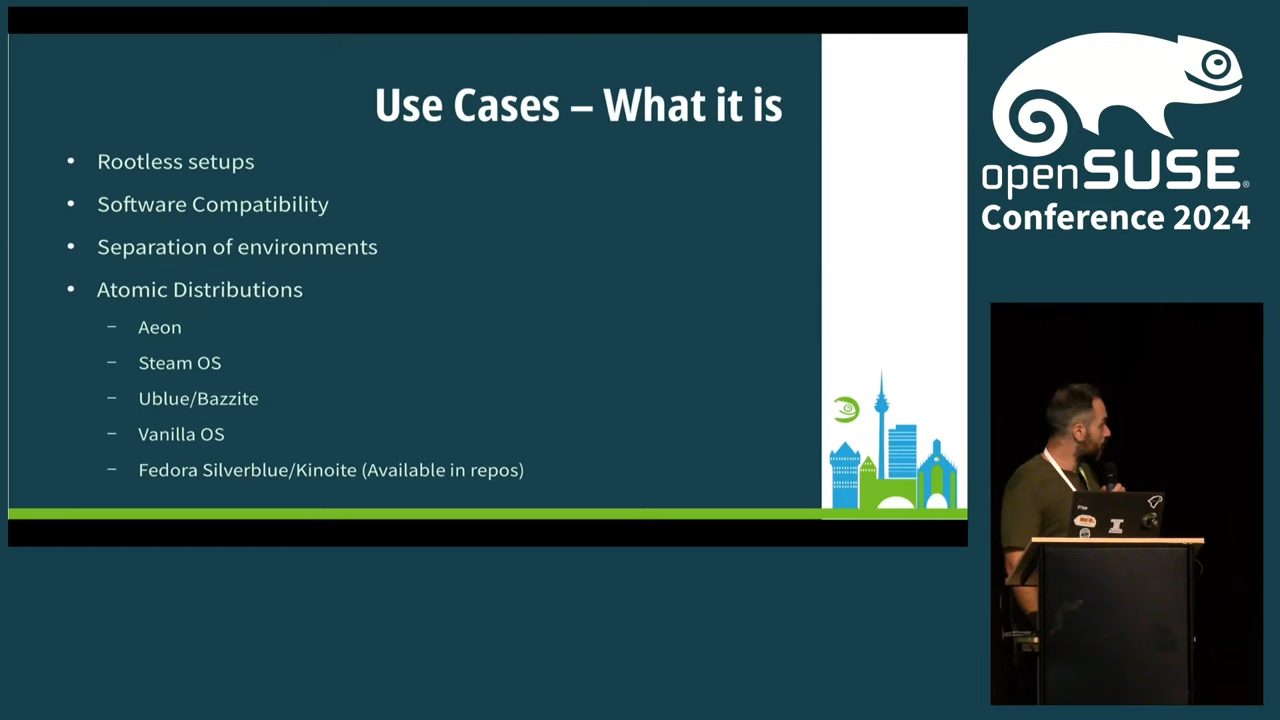 Use Cases – What it is
• Rootless setups
• Software Compatibility
• Separation of environments
• Atomic Distributions
– Aeon
– Steam OS
– Ublue/Bazzite
– Vanilla OS
– Fedora Silverblue/Kinoite (Available in repos)
openSUSE®
Conference 2024